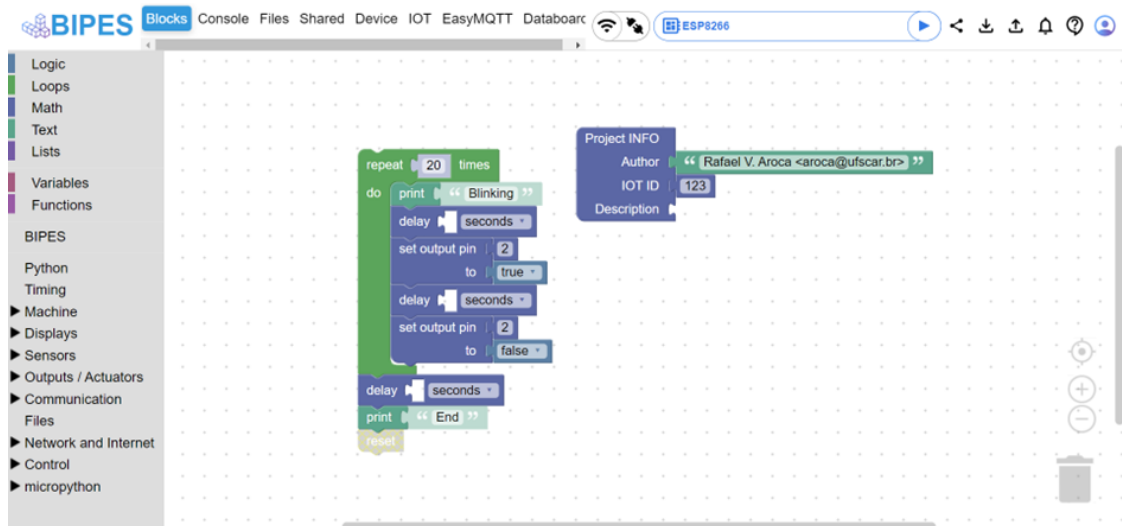 BIPES Blocks Console Files Shared Device IOT EasyMQTT Databoard ESP8266
Logic
Loops
Math
Text
Lists
Variables
Functions
BIPES
Python
Timing
Machine
Displays
Sensors
Outputs / Actuators
Communication
Files
Network and Internet
Control
micropython
repeat 20 times
do print “ Blinking ”
delay seconds
set output pin 2
to true
delay seconds
set output pin 2
to false
delay seconds
print “ End ”
reset
Project INFO
Author “ Rafael V. Aroca <aroca@ufscar.br> ”
IOT ID 123
Description